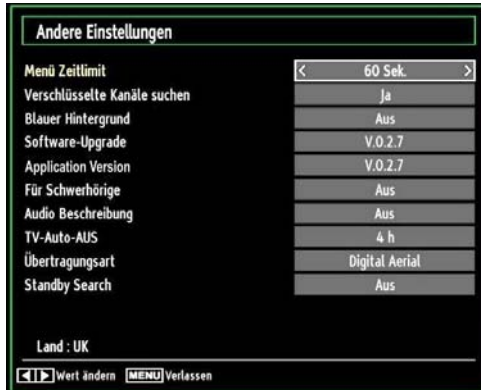 Andere Einstellungen
Menü Zeitlimit < 60 Sek. >
Verschlüsselte Kanäle suchen Ja
Blauer Hintergrund Aus
Software-Upgrade V.0.2.7
Application Version V.0.2.7
Für Schwerhörige Aus
Audio Beschreibung Aus
TV-Auto-AUS 4 h
Übertragungsart Digital Aerial
Standby Search Aus
Land : UK
Wert ändern MENU Verlassen